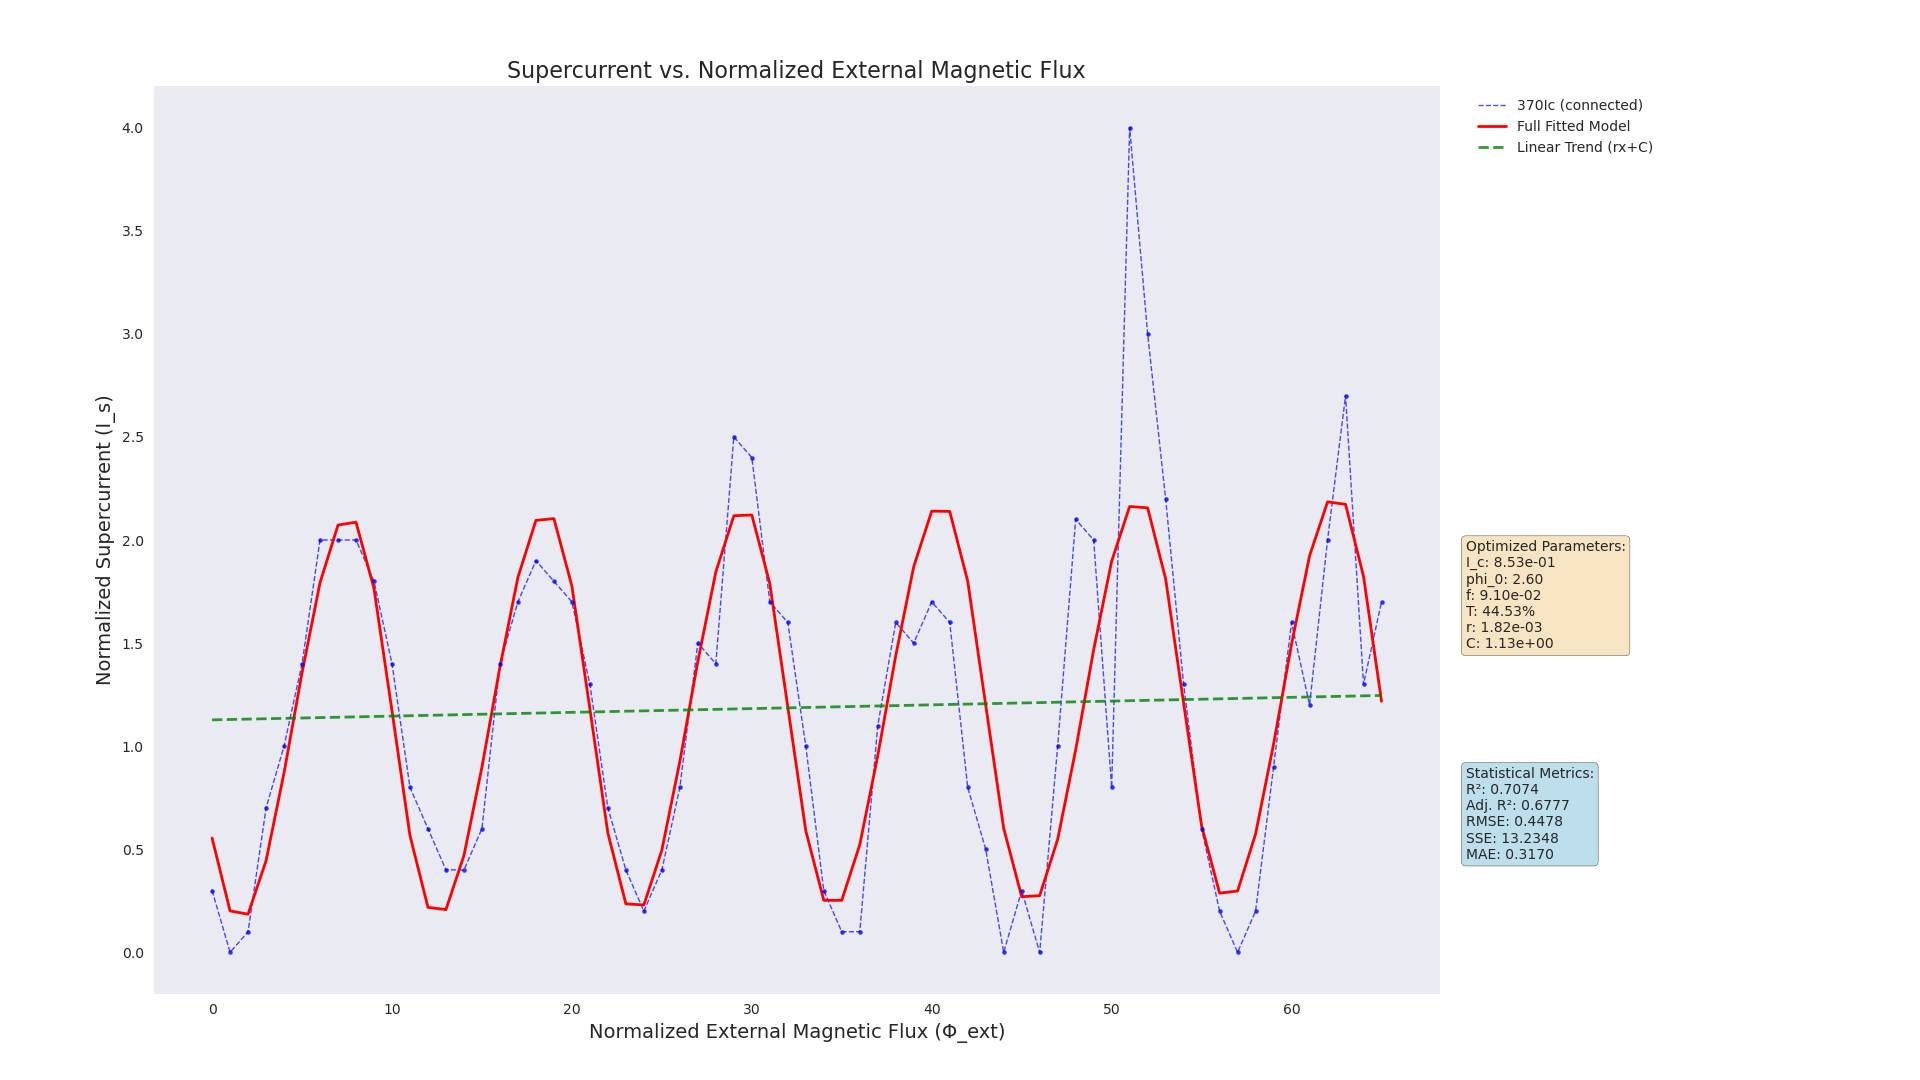 Supercurrent vs. Normalized External Magnetic Flux
370Ic (connected)
Full Fitted Model
Linear Trend (rx+C)
Normalized Supercurrent (I_s)
4.0
3.5
3.0
2.5
2.0
1.5
1.0
0.5
0.0
0
10
20
30
40
50
60
Normalized External Magnetic Flux (Φ_ext)
Optimized Parameters:
I_c: 8.53e-01
phi_0: 2.60
f: 9.10e-02
T: 44.53%
r: 1.82e-03
C: 1.13e+00
Statistical Metrics:
R²: 0.7074
Adj. R²: 0.6777
RMSE: 0.4478
SSE: 13.2348
MAE: 0.3170